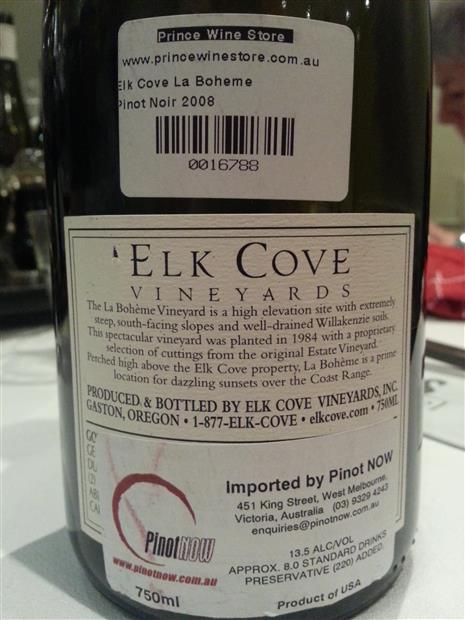 Prince Wine Store
www.princewinestore.com.au
Elk Cove La Boheme
Pinot Noir 2008
0016788
ELK COVE
VINEYARDS
The La Bohème Vineyard is a high elevation site with extremely
steep, south-facing slopes and well-drained Willakenzie soils.
This spectacular vineyard was planted in 1984 with a proprietary
selection of cuttings from the original Estate Vineyard.
Perched high above the Elk Cove property, La Bohème is a prime
location for dazzling sunsets over the Coast Range.
PRODUCED & BOTTLED BY ELK COVE VINEYARDS, INC.
GASTON, OREGON • 1-877-ELK-COVE • elkcove.com • 750ML
GO
GE
DU
(2)
AB
CA
PinotNOW
www.pinotnow.com.au
750ml
Imported by Pinot NOW
451 King Street, West Melbourne,
Victoria, Australia (03) 9329 4243
enquiries@pinotnow.com.au
13.5 ALC/VOL
APPROX. 8.0 STANDARD DRINKS
PRESERVATIVE (220) ADDED.
Product of USA